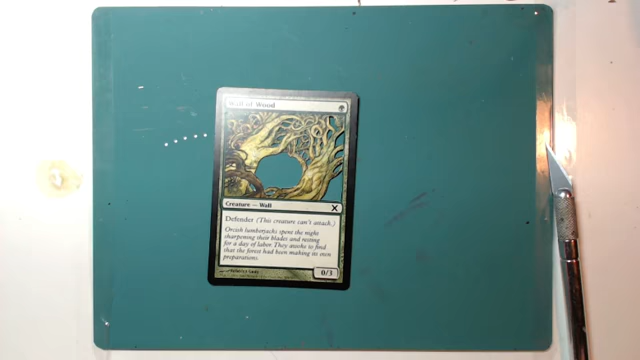 Wall of Wood
Creature — Wall
Defender (This creature can't attack.)
Orcish lumberjacks spent the night
sharpening their blades and resting
for a day of labor. They awoke to find
that the forest had been making its own
preparations.
0/3